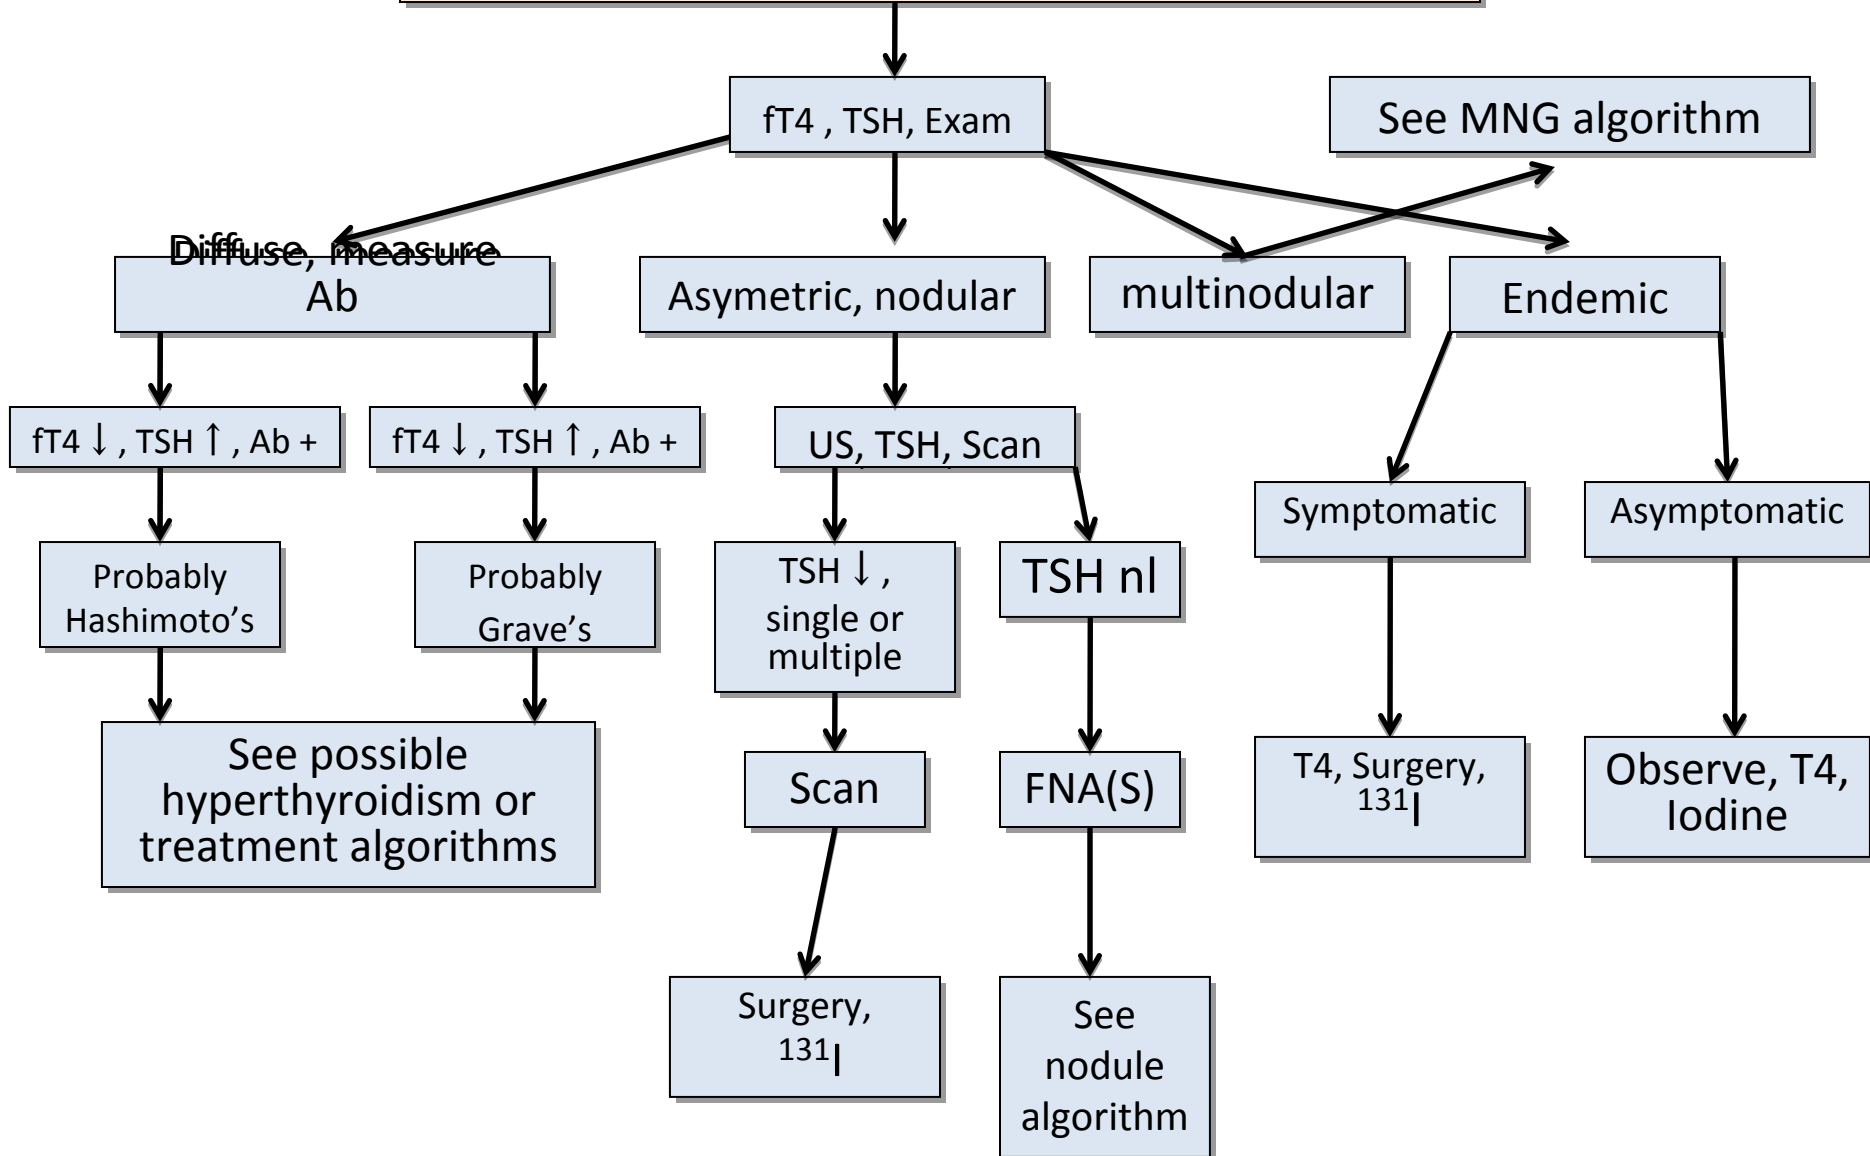 fT4 , TSH, Exam
See MNG algorithm
Diffuse, measure
Ab
Asymetric, nodular
multinodular
Endemic
fT4 ↓ , TSH ↑ , Ab +
fT4 ↓ , TSH ↑ , Ab +
US, TSH, Scan
Symptomatic
Asymptomatic
Probably
Hashimoto’s
Probably
Grave’s
TSH ↓ ,
single or
multiple
TSH nl
See possible
hyperthyroidism or
treatment algorithms
Scan
FNA(S)
T4, Surgery,
¹³¹I
Observe, T4,
Iodine
Surgery,
¹³¹I
See
nodule
algorithm